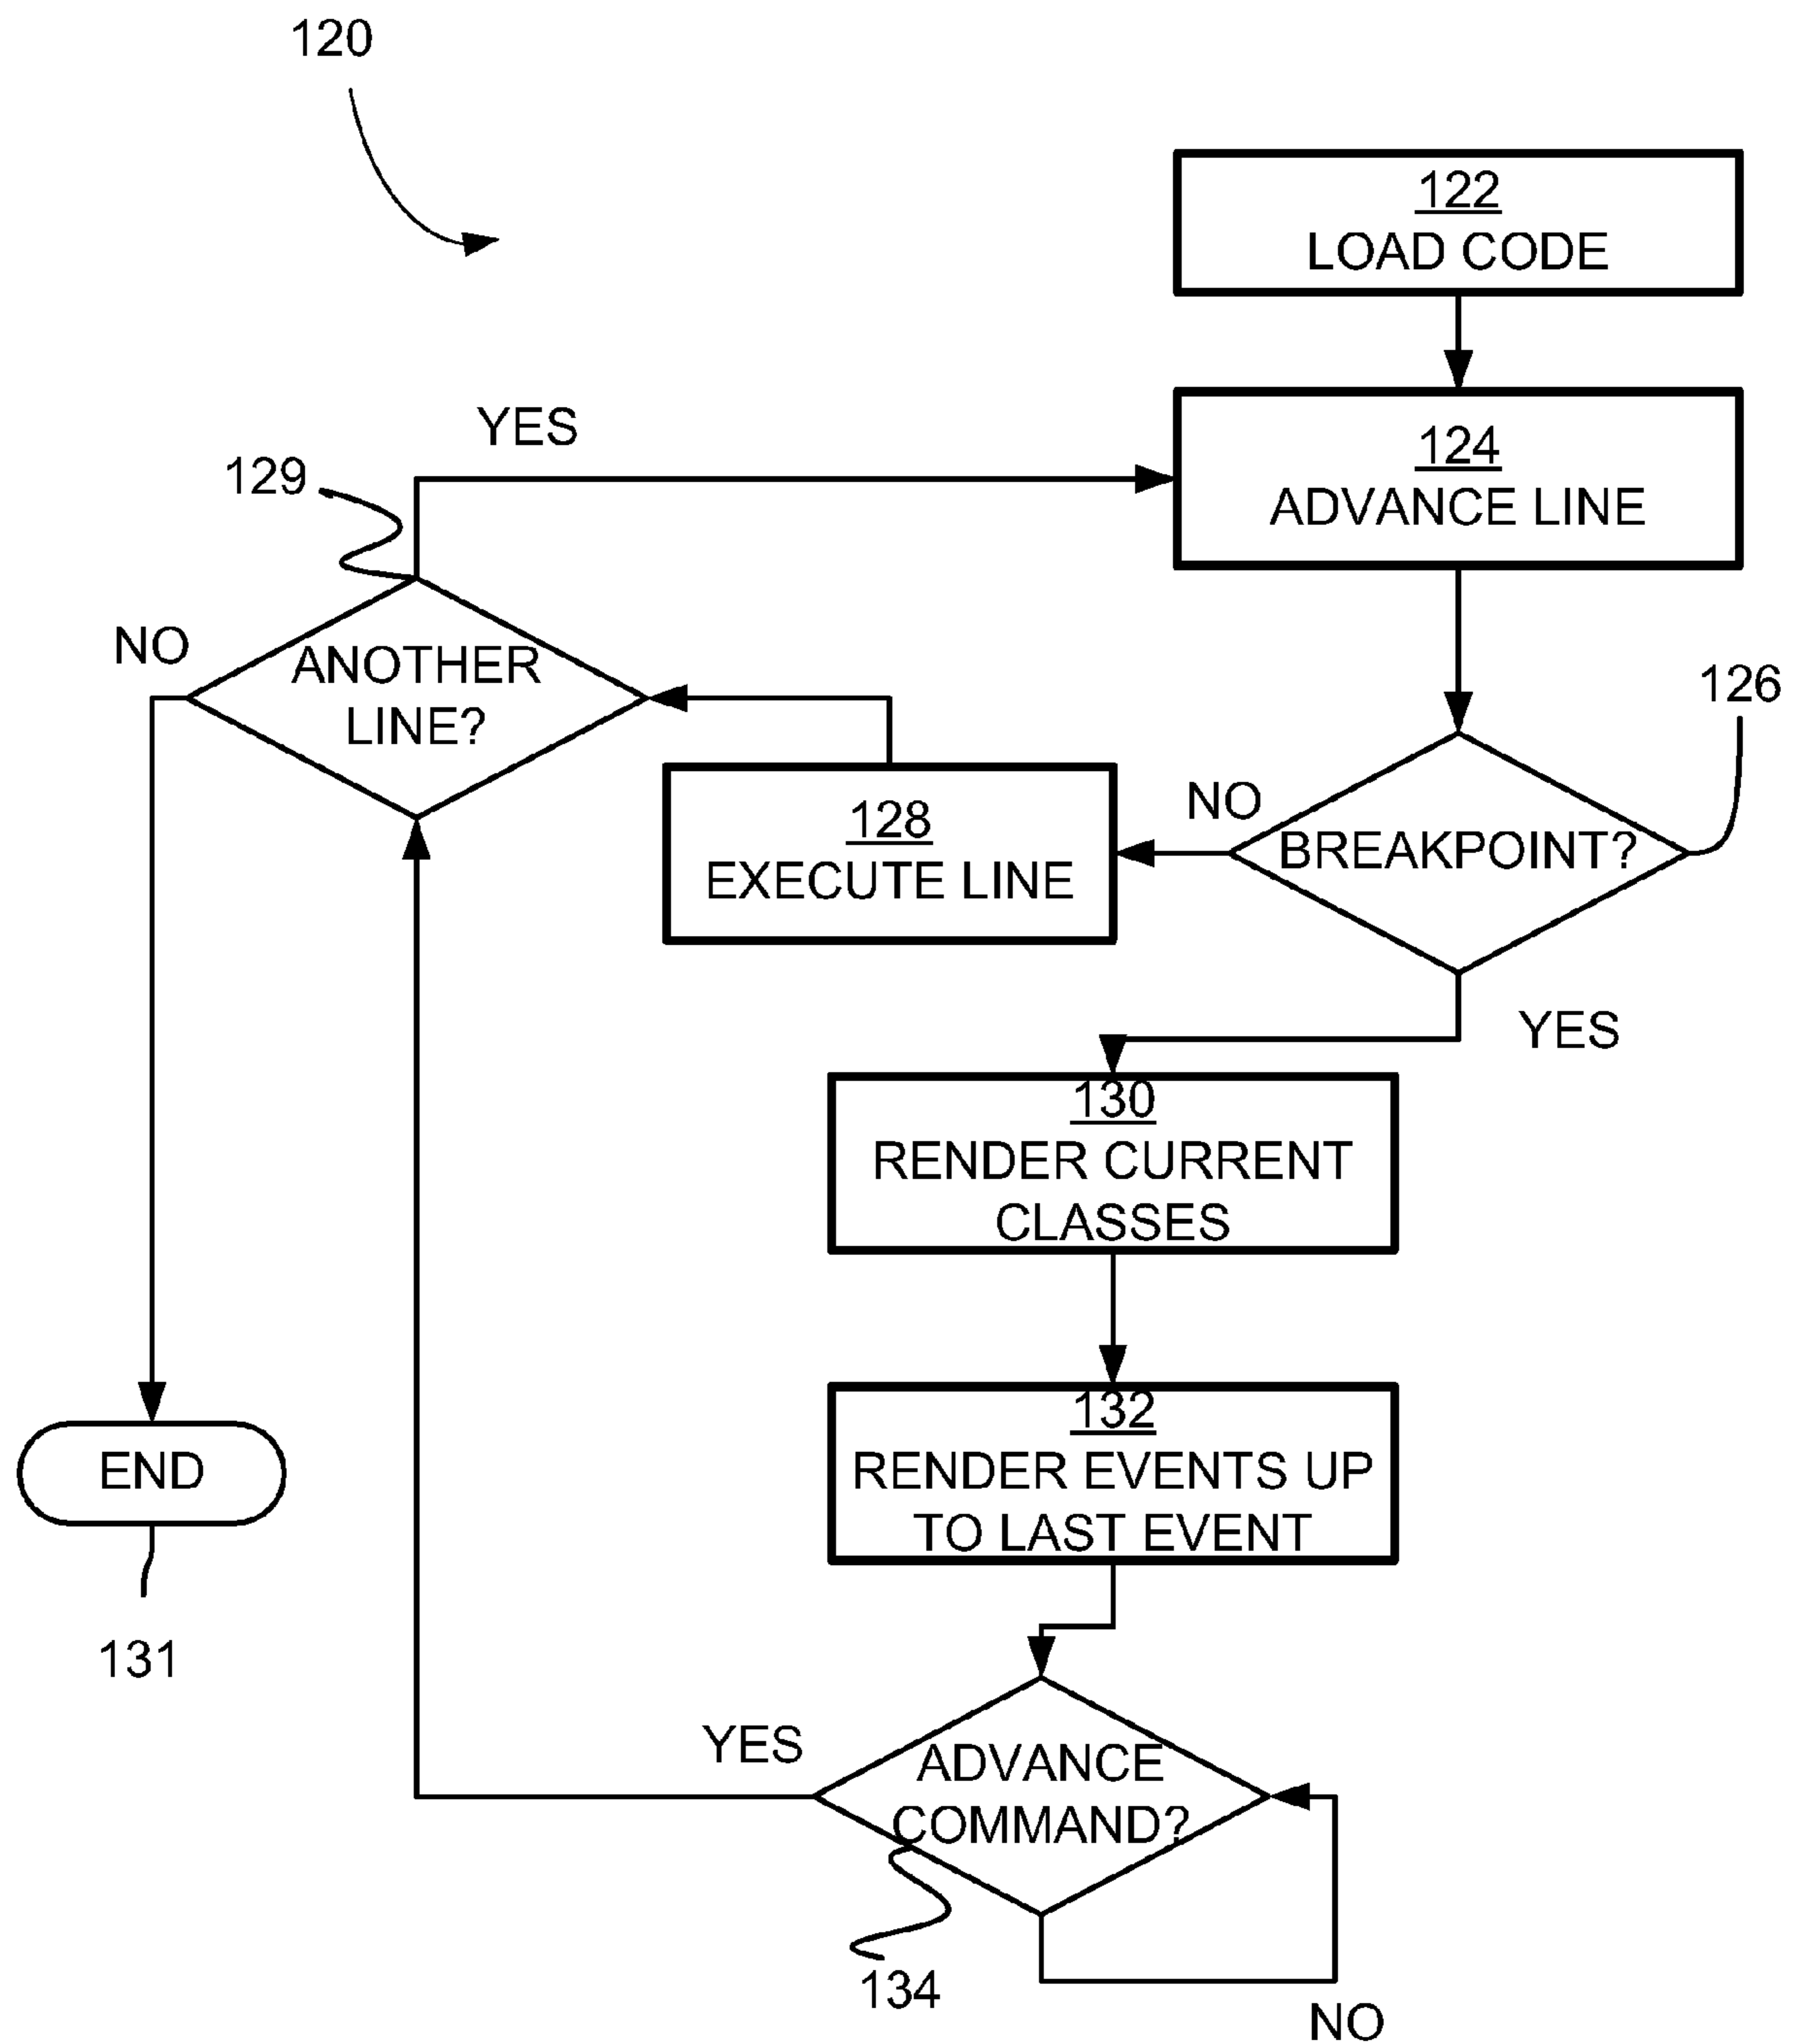 120
122
LOAD CODE
YES
124
ADVANCE LINE
129
NO
ANOTHER
LINE?
126
NO
128
EXECUTE LINE
BREAKPOINT?
YES
130
RENDER CURRENT
CLASSES
132
RENDER EVENTS UP
TO LAST EVENT
END
131
YES
ADVANCE
COMMAND?
134
NO